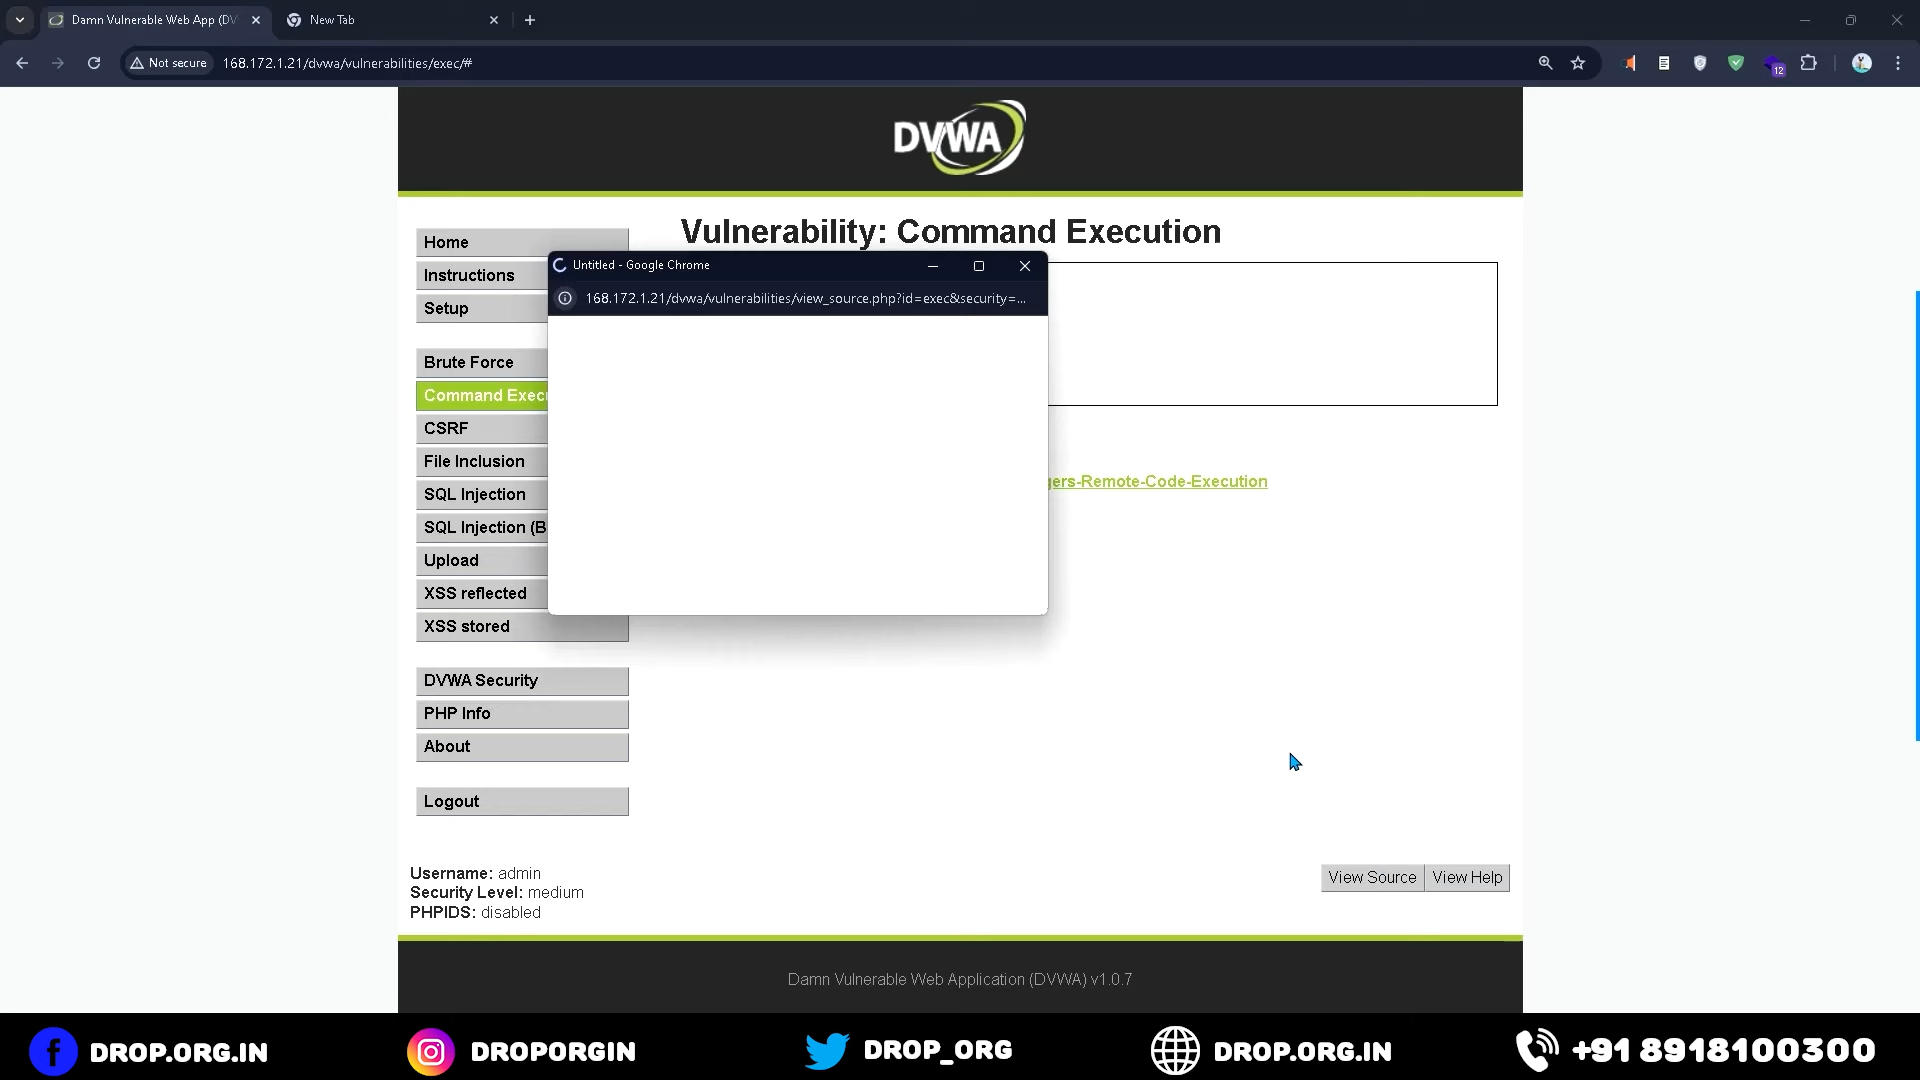 Damn Vulnerable Web App (DV
New Tab
Not secure
168.172.1.21/dvwa/vulnerabilities/exec/#
12
DVWA
Vulnerability: Command Execution
Home
Instructions
Setup
Brute Force
Command Exec
CSRF
File Inclusion
SQL Injection
SQL Injection (B
Upload
XSS reflected
XSS stored
DVWA Security
PHP Info
About
Logout
Untitled - Google Chrome
168.172.1.21/dvwa/vulnerabilities/view_source.php?id=exec&security=...
gers-Remote-Code-Execution
Username: admin
Security Level: medium
PHPIDS: disabled
View Source
View Help
Damn Vulnerable Web Application (DVWA) v1.0.7
DROP.ORG.IN
DROPORGIN
DROP_ORG
DROP.ORG.IN
+91 8918100300